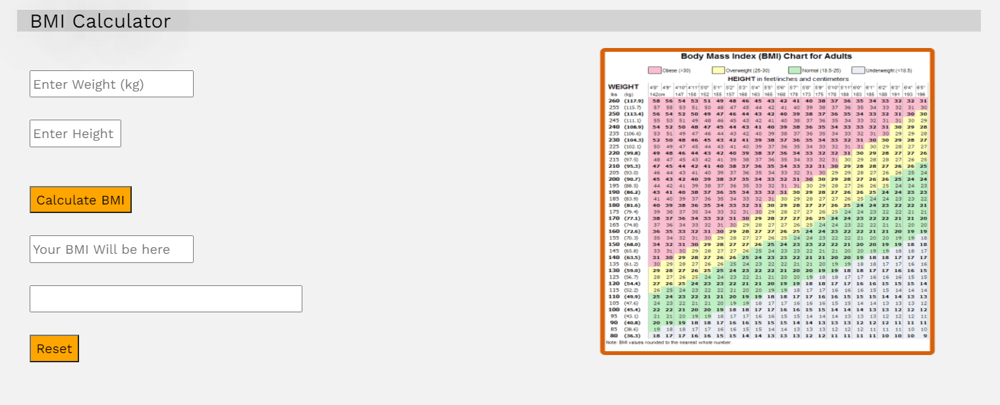 BMI Calculator
Enter Weight (kg)
Enter Height
Calculate BMI
Your BMI Will be here
Reset
Body Mass Index (BMI) Chart for Adults
Obese (>30) Overweight (25-30) Normal (18.5-25) Underweight (<18.5)
HEIGHT in feet/inches and centimeters
WEIGHT 4'8" 4'9" 4'10" 4'11" 5'0" 5'1" 5'2" 5'3" 5'4" 5'5" 5'6" 5'7" 5'8" 5'9" 5'10" 5'11" 6'0" 6'1" 6'2" 6'3" 6'4" 6'5"
lbs (kg) 142cm 147 150 152 155 157 160 163 165 168 170 173 175 178 180 183 185 188 191 193 196
260 (117.9) 58 56 54 53 51 49 48 46 45 43 42 41 40 38 37 36 35 34 33 32 32 31
255 (115.7) 57 55 53 51 50 48 47 45 44 42 41 40 39 38 37 36 35 34 33 32 31 30
250 (113.4) 56 54 52 50 49 47 46 44 43 42 40 39 38 37 36 35 34 33 32 31 30 30
245 (111.1) 55 53 51 49 48 46 45 43 42 41 40 38 37 36 35 34 33 32 31 31 30 29
240 (108.9) 54 52 50 48 47 45 44 43 41 40 39 38 36 35 34 33 33 32 31 30 29 28
235 (106.6) 53 51 49 47 46 44 43 42 40 39 38 37 36 35 34 33 32 31 30 29 29 28
230 (104.3) 52 50 48 46 45 43 42 41 39 38 37 36 35 34 33 32 31 30 30 29 28 27
225 (102.1) 50 49 47 45 44 43 41 40 39 37 36 35 34 33 32 31 31 30 29 28 27 27
220 (99.8) 49 48 46 44 43 42 40 39 38 37 36 34 33 32 32 31 30 29 28 27 27 26
215 (97.5) 48 47 45 43 42 41 39 38 37 36 35 34 33 32 31 30 29 28 28 27 26 25
210 (95.3) 47 45 44 42 41 40 38 37 36 35 34 33 32 31 30 29 28 28 27 26 26 25
205 (93.0) 46 44 43 41 40 39 37 36 35 34 33 32 31 30 29 29 28 27 26 26 25 24
200 (90.7) 45 43 42 40 39 38 37 35 34 33 32 31 30 30 29 28 27 26 26 25 24 24
195 (88.5) 44 42 41 39 38 37 36 35 33 32 31 31 30 29 28 27 26 26 25 24 24 23
190 (86.2) 43 41 40 38 37 36 35 34 33 32 31 30 29 28 27 26 26 25 24 24 23 23
185 (83.9) 41 40 39 37 36 35 34 33 32 31 30 29 28 27 27 26 25 24 24 23 23 22
180 (81.6) 40 39 38 36 35 34 33 32 31 30 29 28 27 27 26 25 24 24 23 22 22 21
175 (79.4) 39 38 37 35 34 33 32 31 30 29 28 27 27 26 25 24 24 23 22 22 21 21
170 (77.1) 38 37 36 34 33 32 31 30 29 28 27 27 26 25 24 24 23 22 22 21 21 20
165 (74.8) 37 36 34 33 32 31 30 29 28 27 27 26 25 24 24 23 22 22 21 21 20 20
160 (72.6) 36 35 33 32 31 30 29 28 27 27 26 25 24 24 23 22 22 21 21 20 19 19
155 (70.3) 35 34 32 31 30 29 28 27 27 26 25 24 24 23 22 22 21 20 20 19 19 18
150 (68.0) 34 32 31 30 29 28 27 27 26 25 24 23 23 22 22 21 20 20 19 19 18 18
145 (65.8) 33 31 30 29 28 27 27 26 25 24 23 23 22 21 21 20 20 19 19 18 18 17
140 (63.5) 31 30 29 28 27 26 26 25 24 23 23 22 21 21 20 20 19 18 18 17 17 17
135 (61.2) 30 29 28 27 26 26 25 24 23 22 22 21 21 20 19 19 18 18 17 17 16 16
130 (59.0) 29 28 27 26 25 25 24 23 22 22 21 20 20 19 19 18 18 17 17 16 16 15
125 (56.7) 28 27 26 25 24 24 23 22 21 21 20 20 19 18 18 17 17 16 16 16 15 15
120 (54.4) 27 26 25 24 23 23 22 21 21 20 19 19 18 18 17 17 16 16 15 15 15 14
115 (52.2) 26 25 24 23 22 22 21 20 20 19 19 18 17 17 16 16 16 15 15 14 14 14
110 (49.9) 25 24 23 22 21 21 20 19 19 18 18 17 17 16 16 15 15 15 14 14 13 13
105 (47.6) 24 23 22 21 21 20 19 19 18 17 17 16 16 16 15 15 14 14 13 13 13 12
100 (45.4) 22 22 21 20 20 19 18 18 17 17 16 16 15 15 14 14 14 13 13 12 12 12
95 (43.1) 21 21 20 19 19 18 17 17 16 16 15 15 14 14 14 13 13 13 12 12 12 11
90 (40.8) 20 19 19 18 18 17 16 16 15 15 15 14 14 13 13 13 12 12 12 11 11 11
85 (38.6) 19 18 18 17 17 16 16 15 15 14 14 13 13 13 12 12 12 11 11 11 10 10
80 (36.3) 18 17 17 16 16 15 15 14 14 13 13 13 12 12 11 11 11 11 10 10 10 9
Note: BMI values rounded to the nearest whole number.